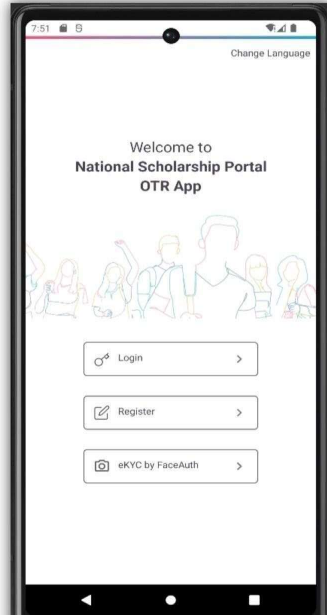 7:51
Change Language
Welcome to
National Scholarship Portal
OTR App
Login
Register
eKYC by FaceAuth